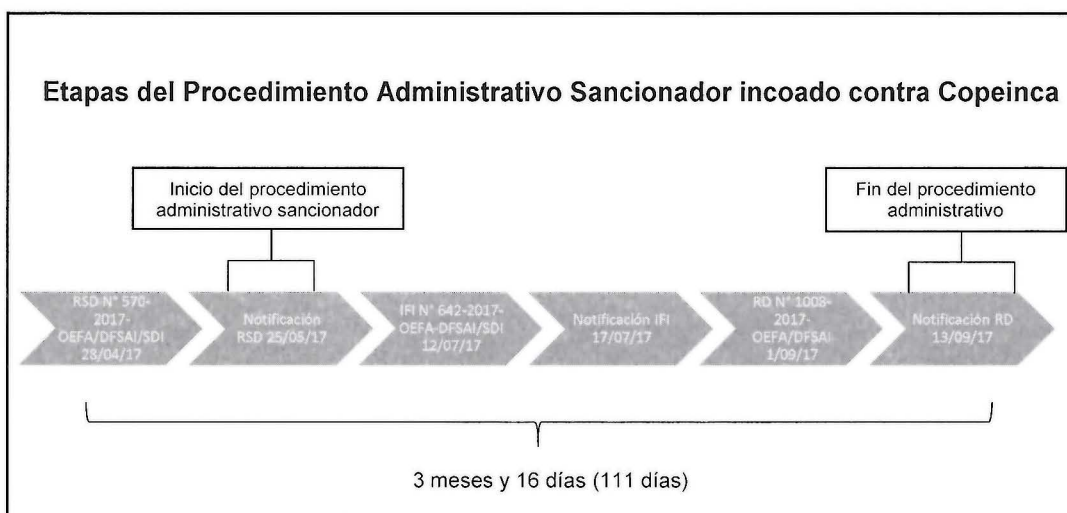 Etapas del Procedimiento Administrativo Sancionador incoado contra Copeinca
Inicio del procedimiento
administrativo sancionador
Fin del procedimiento
administrativo
RSD N° 570-
2017-
OEFA/DFSAI/SDI
28/04/17
Notificación
RSD 25/05/17
IFI N° 642-2017-
OEFA-DFSAI/SDI
12/07/17
Notificación IFI
17/07/17
RD N° 1008-
2017-
OEFA/DFSAI
1/09/17
Notificación RD
13/09/17
3 meses y 16 días (111 días)